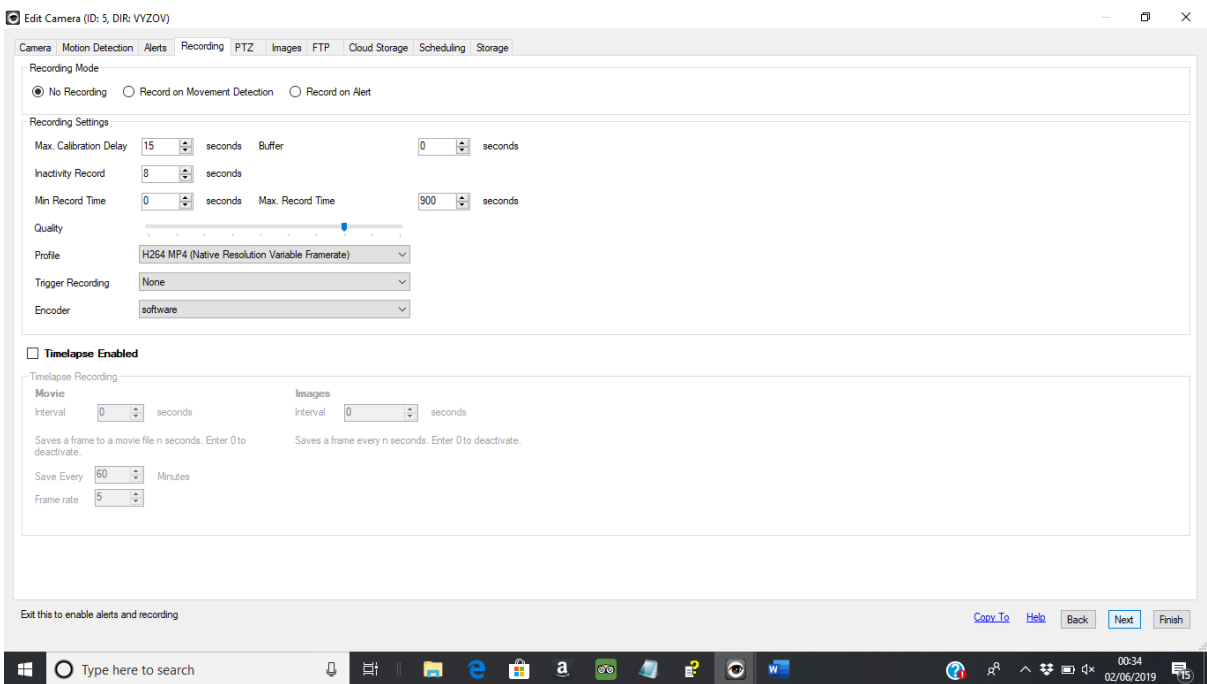 Edit Camera (ID: 5, DIR: VYZOV)
Camera Motion Detection Alerts Recording PTZ Images FTP Cloud Storage Scheduling Storage
Recording Mode
No Recording Record on Movement Detection Record on Alert
Recording Settings
Max. Calibration Delay 15 seconds Buffer 0 seconds
Inactivity Record 8 seconds
Min Record Time 0 seconds Max. Record Time 900 seconds
Quality
Profile H264 MP4 (Native Resolution Variable Framerate)
Trigger Recording None
Encoder software
Timelapse Enabled
Timelapse Recording
Movie Images
Interval 0 seconds Interval 0 seconds
Saves a frame to a movie file n seconds. Enter 0 to Saves a frame every n seconds. Enter 0 to deactivate.
deactivate.
Save Every 60 Minutes
Frame rate 5
Exit this to enable alerts and recording Copy To Help Back Next Finish
Type here to search 00:34
02/06/2019 15